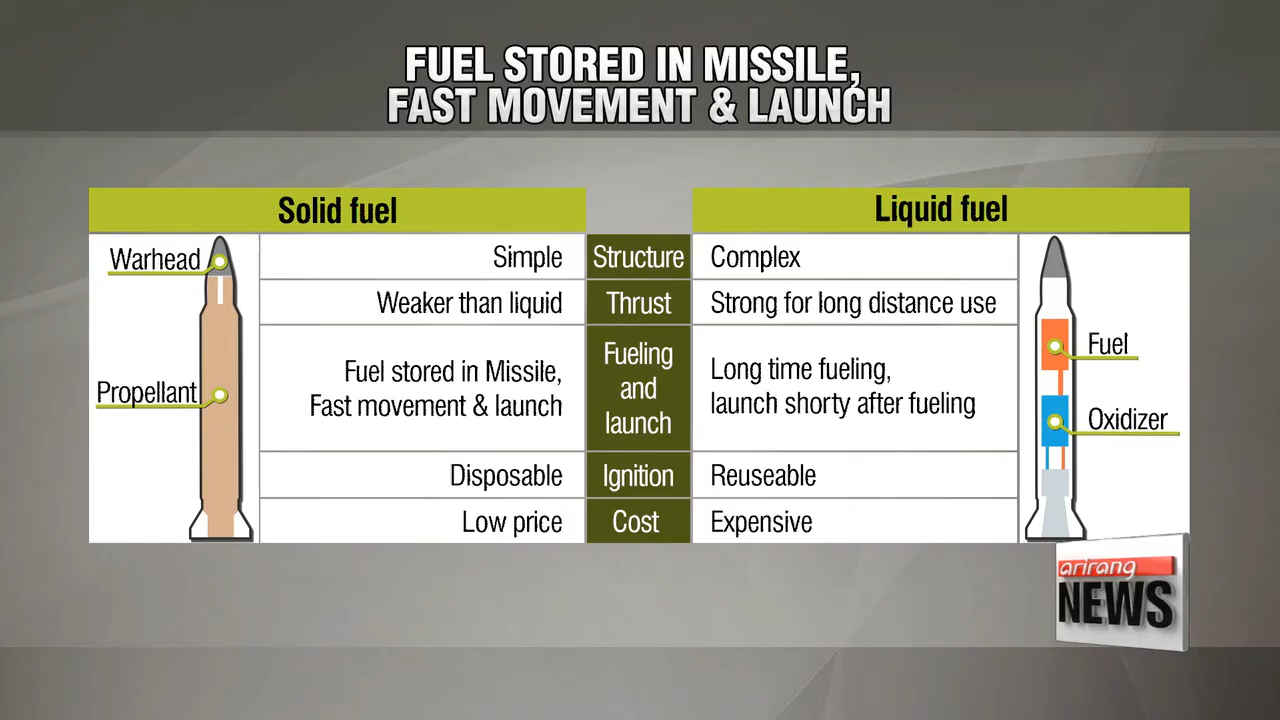 FUEL STORED IN MISSILE,
FAST MOVEMENT & LAUNCH
Solid fuel
Liquid fuel
Warhead
Propellant
Simple
Structure
Complex
Weaker than liquid
Thrust
Strong for long distance use
Fuel stored in Missile,
Fast movement & launch
Fueling
and
launch
Long time fueling,
launch shorty after fueling
Disposable
Ignition
Reuseable
Low price
Cost
Expensive
Fuel
Oxidizer
arirang
NEWS